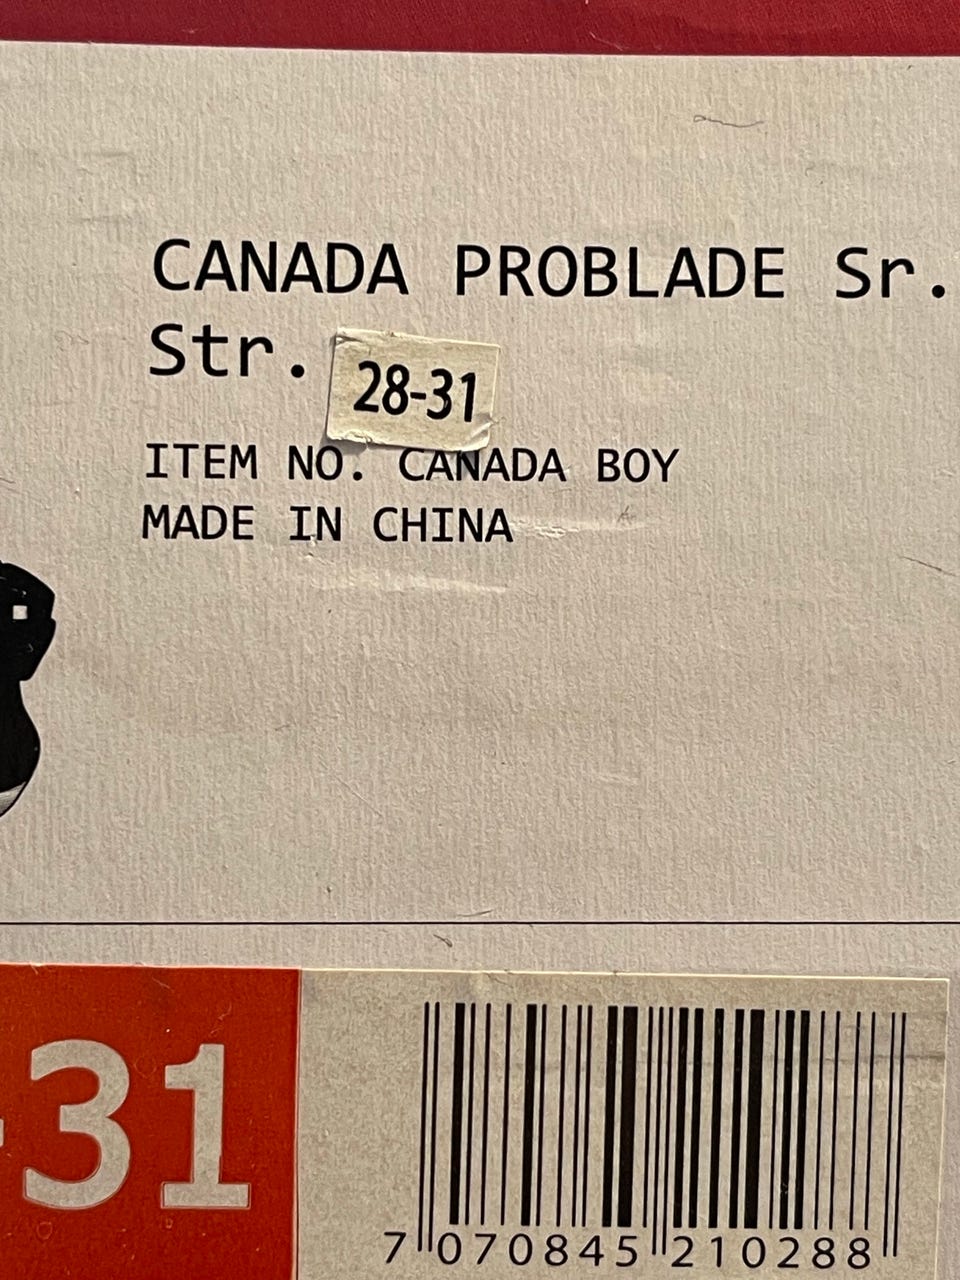 CANADA PROBLADE Sr.
Str. 28-31
ITEM NO. CANADA BOY
MADE IN CHINA
-31
7 070845 210288